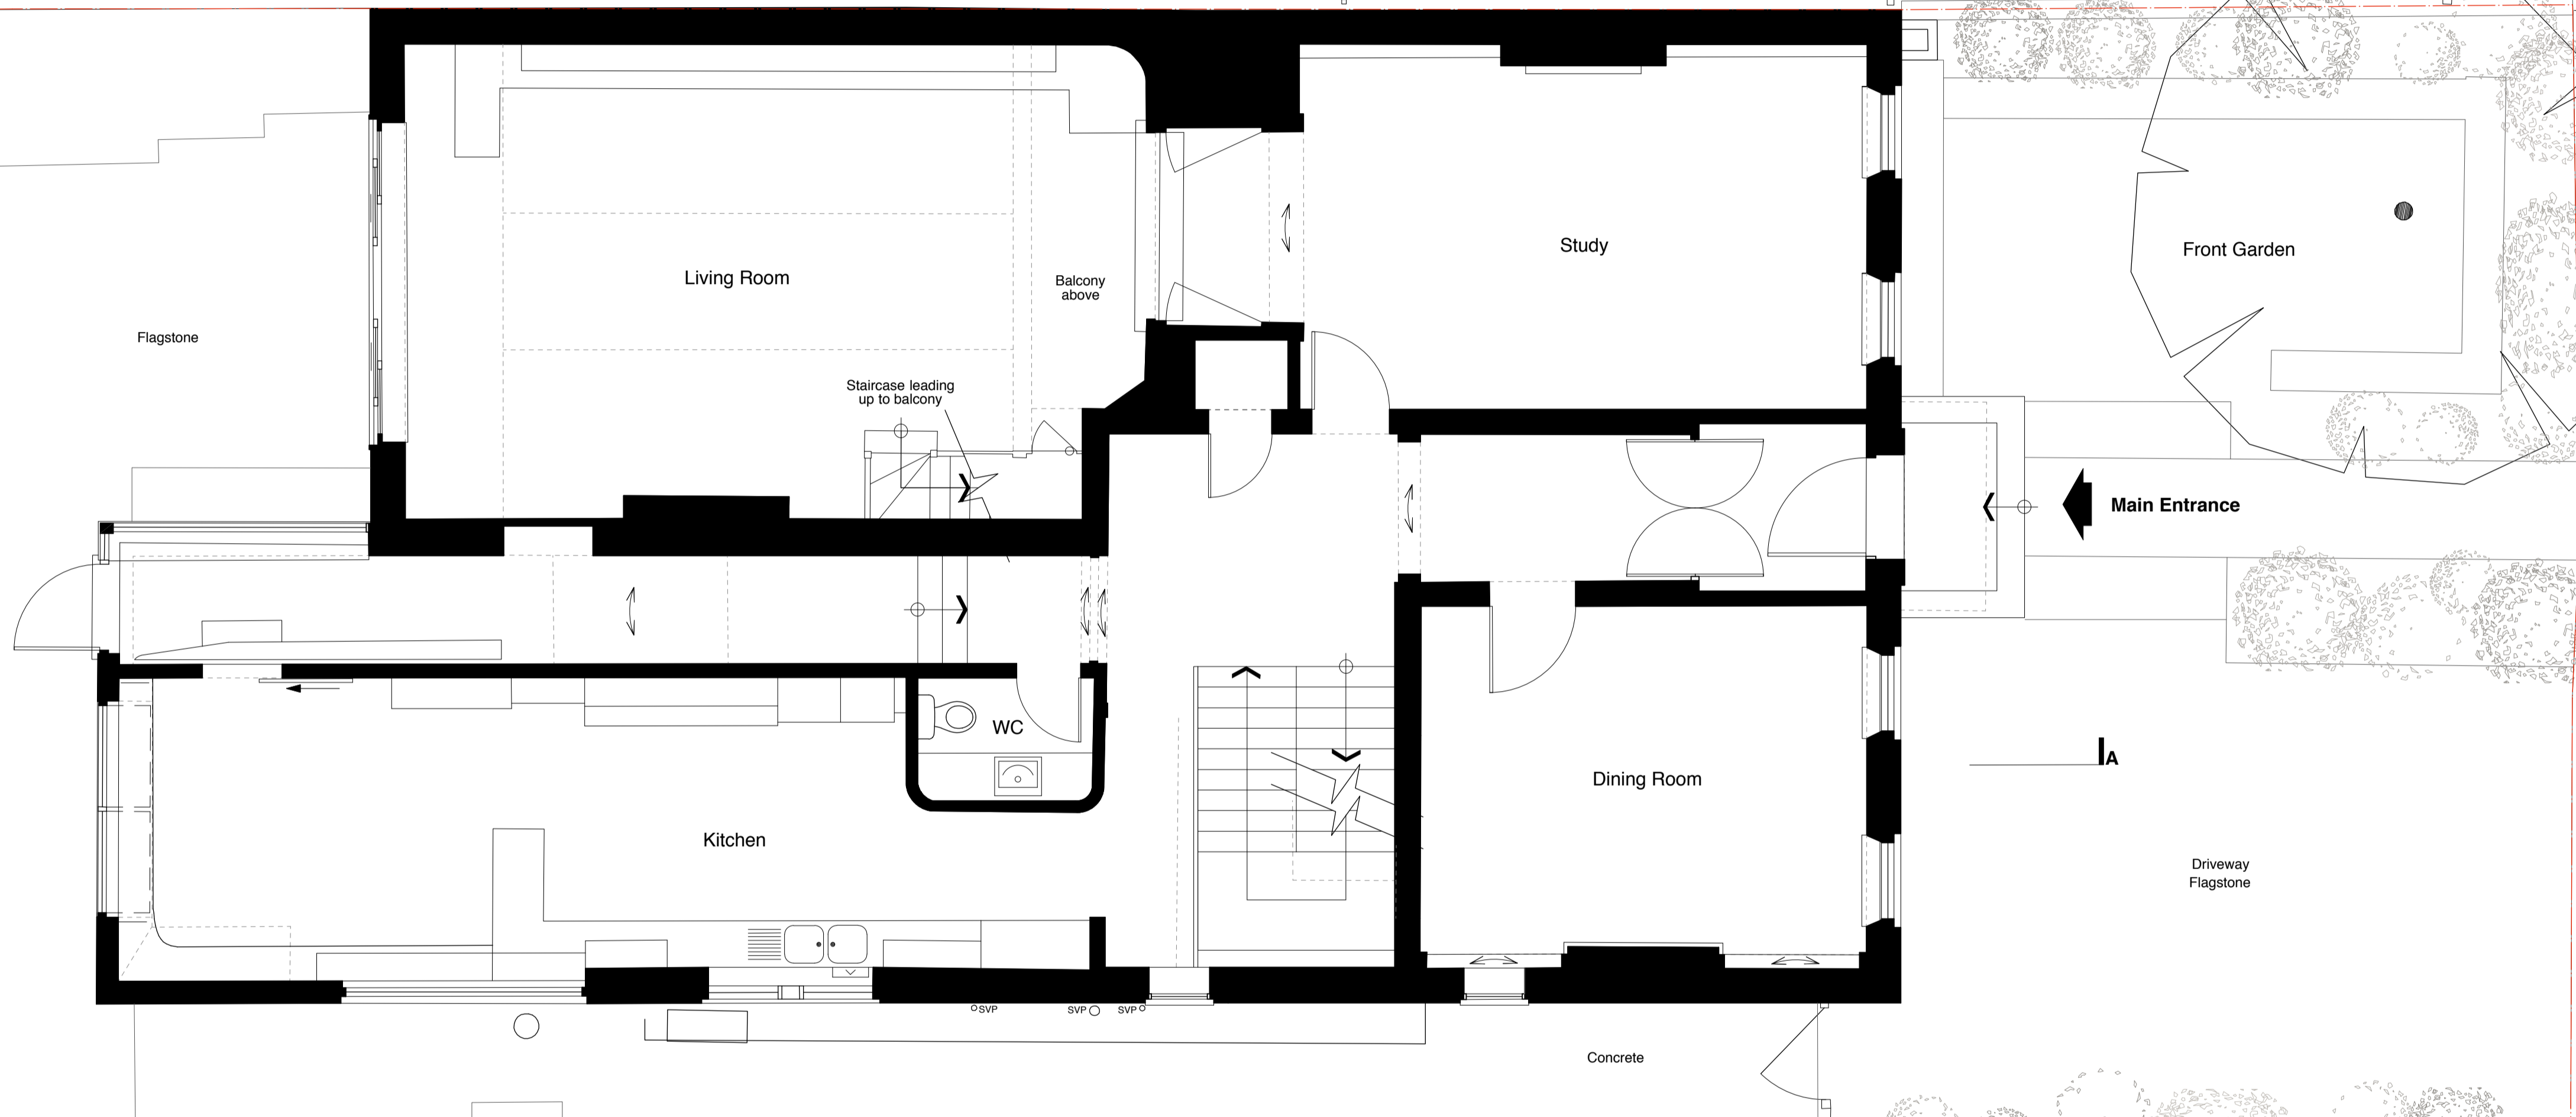 Study
Front Garden
Living Room
Balcony
above
Flagstone
Staircase leading
up to balcony
Main Entrance
WC
A
Dining Room
Kitchen
Driveway
Flagstone
SVP
SVP
SVP
Concrete